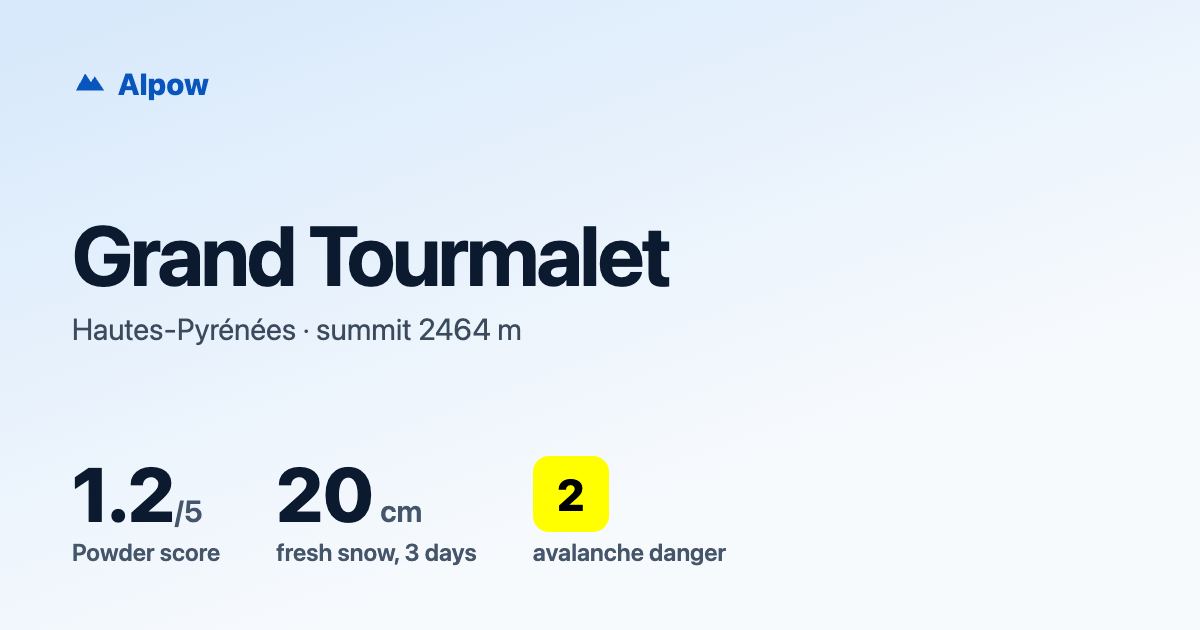 Alpow
Grand Tourmalet
Hautes-Pyrénées · summit 2464 m
1.2/5 20 cm 2
Powder score fresh snow, 3 days avalanche danger